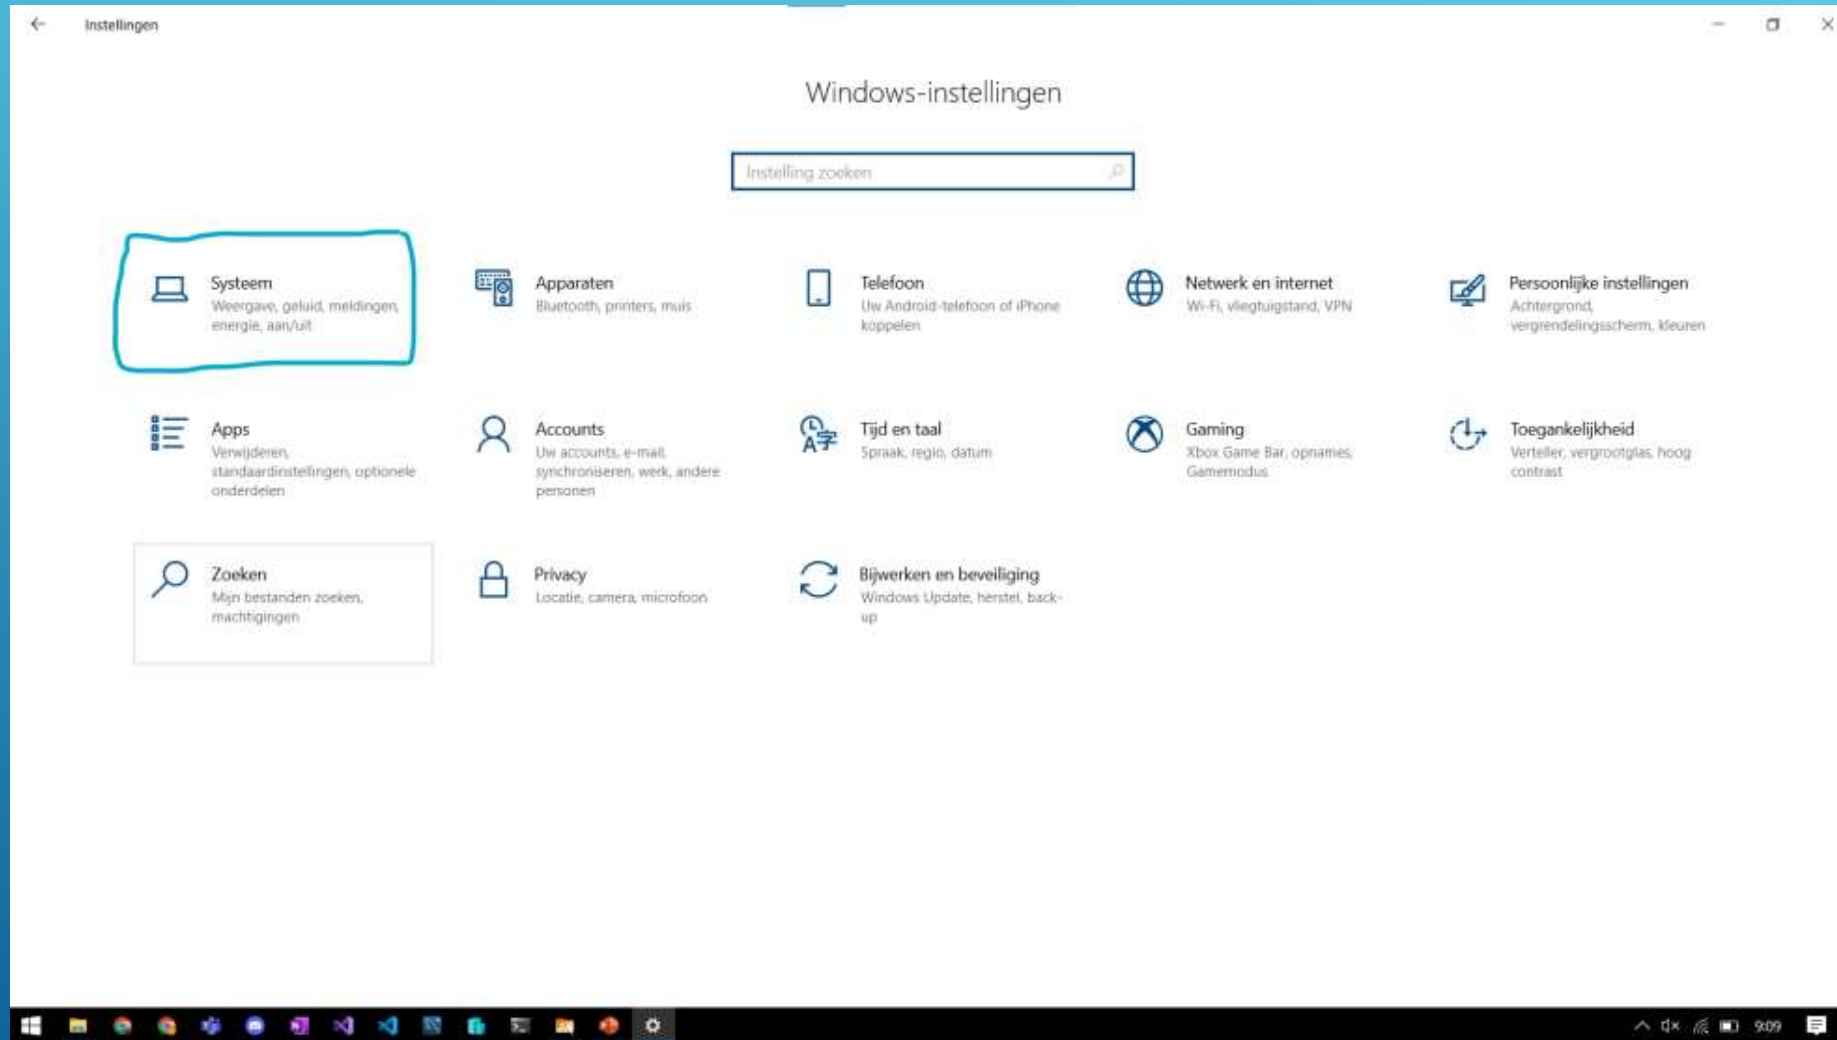 Instellingen
Windows-instellingen
Instelling zoeken
Systeem
Weergave, geluid, meldingen,
energie, aan/uit
Apparaten
Bluetooth, printers, muis
Telefoon
Uw Android-telefoon of iPhone
koppelen
Netwerk en internet
Wi-Fi, vliegtuigstand, VPN
Persoonlijke instellingen
Achtergrond,
vergrendelingsscherm, kleuren
Apps
Verwijderen,
standaardinstellingen, optionele
onderdelen
Accounts
Uw accounts, e-mail,
synchroniseren, werk, andere
personen
Tijd en taal
Spraak, regio, datum
Gaming
Xbox Game Bar, opnames,
Gamemodus
Toegankelijkheid
Verteller, vergrootglas, hoog
contrast
Zoeken
Mijn bestanden zoeken,
machtigingen
Privacy
Locatie, camera, microfoon
Bijwerken en beveiliging
Windows Update, herstel, back-
up
9:09